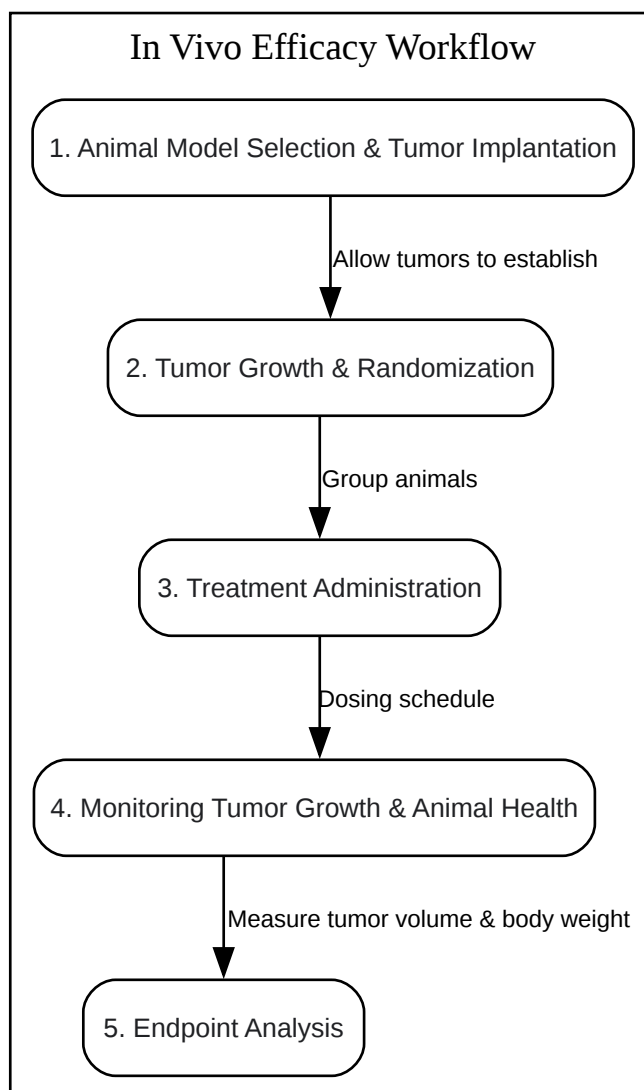 In Vivo Efficacy Workflow
1. Animal Model Selection & Tumor Implantation
Allow tumors to establish
2. Tumor Growth & Randomization
Group animals
3. Treatment Administration
Dosing schedule
4. Monitoring Tumor Growth & Animal Health
Measure tumor volume & body weight
5. Endpoint Analysis